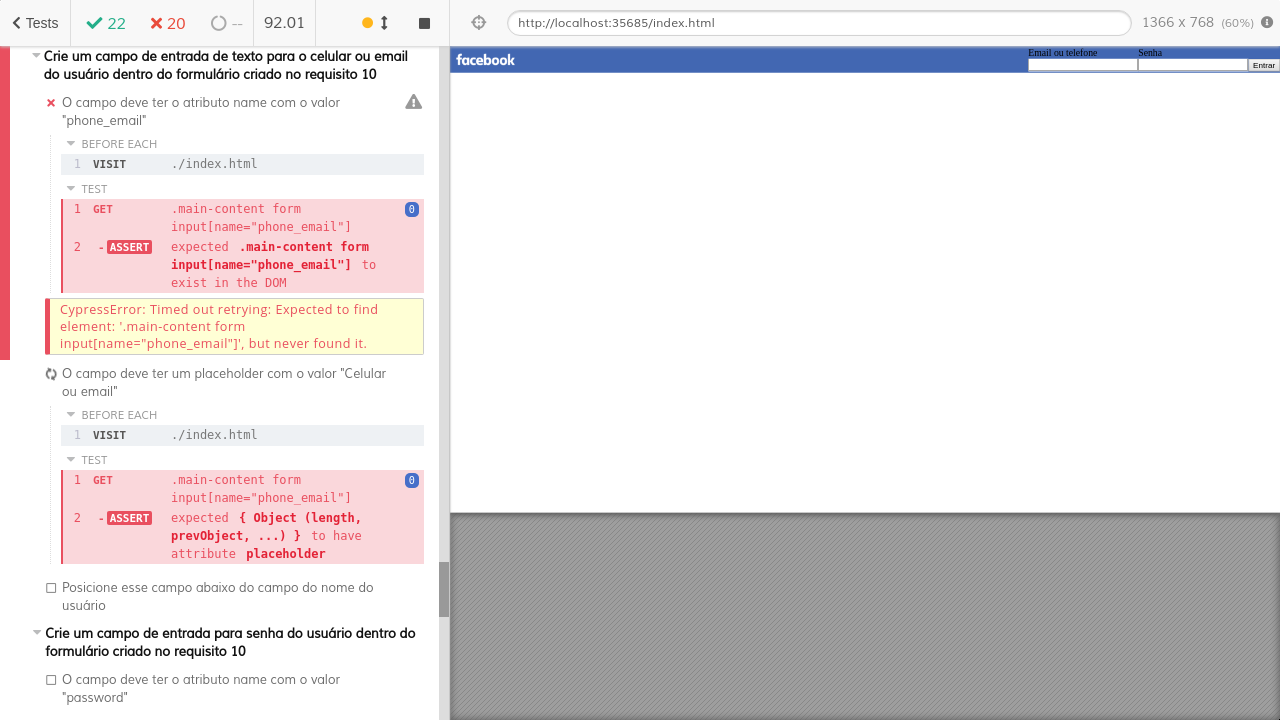 Tests
22
20
--
92.01
http://localhost:35685/index.html
1366 x 768 (60%)
Crie um campo de entrada de texto para o celular ou email
do usuário dentro do formulário criado no requisito 10
O campo deve ter o atributo name com o valor
"phone_email"
BEFORE EACH
1 VISIT ./index.html
TEST
1 GET .main-content form 0
input[name="phone_email"]
2 -ASSERT expected .main-content form
input[name="phone_email"] to
exist in the DOM
CypressError: Timed out retrying: Expected to find
element: '.main-content form
input[name="phone_email"]', but never found it.
O campo deve ter um placeholder com o valor "Celular
ou email"
BEFORE EACH
1 VISIT ./index.html
TEST
1 GET .main-content form 0
input[name="phone_email"]
2 -ASSERT expected { Object (length,
prevObject, ...) } to have
attribute placeholder
Posicione esse campo abaixo do campo do nome do
usuário
Crie um campo de entrada para senha do usuário dentro do
formulário criado no requisito 10
O campo deve ter o atributo name com o valor
"password"
facebook
Email ou telefone
Senha
Entrar